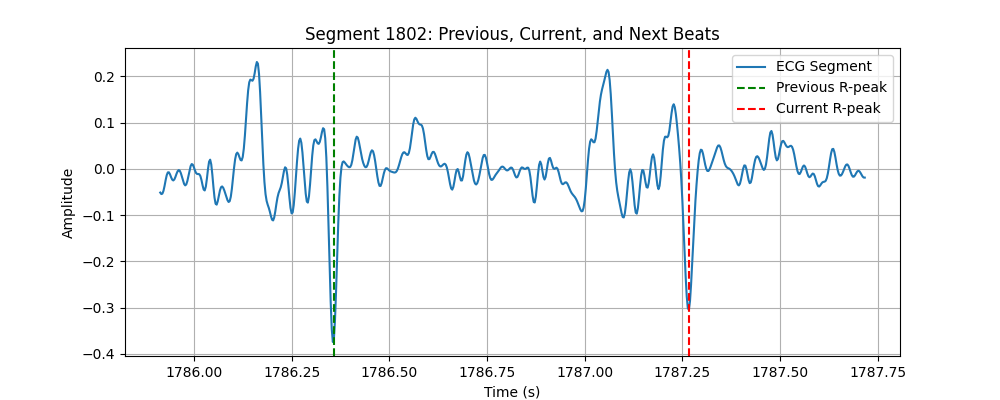 Segment 1802: Previous, Current, and Next Beats
ECG Segment
Previous R-peak
Current R-peak
0.2
0.1
0.0
−0.1
−0.2
−0.3
−0.4
Amplitude
1786.00 1786.25 1786.50 1786.75 1787.00 1787.25 1787.50 1787.75
Time (s)